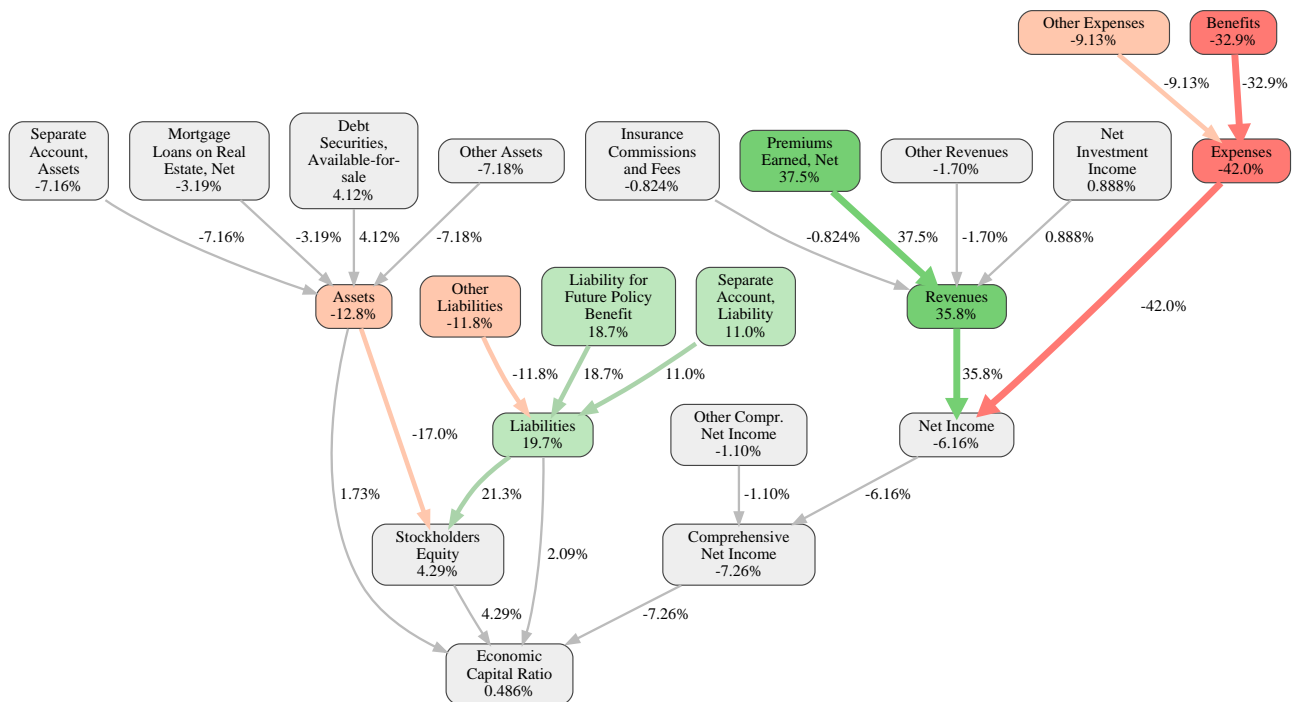 Other Expenses
-9.13%
Benefits
-32.9%
-9.13%
-32.9%
Separate
Account,
Assets
-7.16%
Mortgage
Loans on Real
Estate, Net
-3.19%
Debt
Securities,
Available-for-
sale
4.12%
Other Assets
-7.18%
Insurance
Commissions
and Fees
-0.824%
Premiums
Earned, Net
37.5%
Other Revenues
-1.70%
Net
Investment
Income
0.888%
Expenses
-42.0%
-7.16%
-3.19%
4.12%
-7.18%
-0.824%
37.5%
-1.70%
0.888%
Assets
-12.8%
Other
Liabilities
-11.8%
Liability for
Future Policy
Benefit
18.7%
Separate
Account,
Liability
11.0%
Revenues
35.8%
-42.0%
-11.8%
18.7%
11.0%
35.8%
Liabilities
19.7%
Other Compr.
Net Income
-1.10%
Net Income
-6.16%
-17.0%
1.73%
21.3%
-1.10%
-6.16%
Stockholders
Equity
4.29%
2.09%
Comprehensive
Net Income
-7.26%
4.29%
-7.26%
Economic
Capital Ratio
0.486%